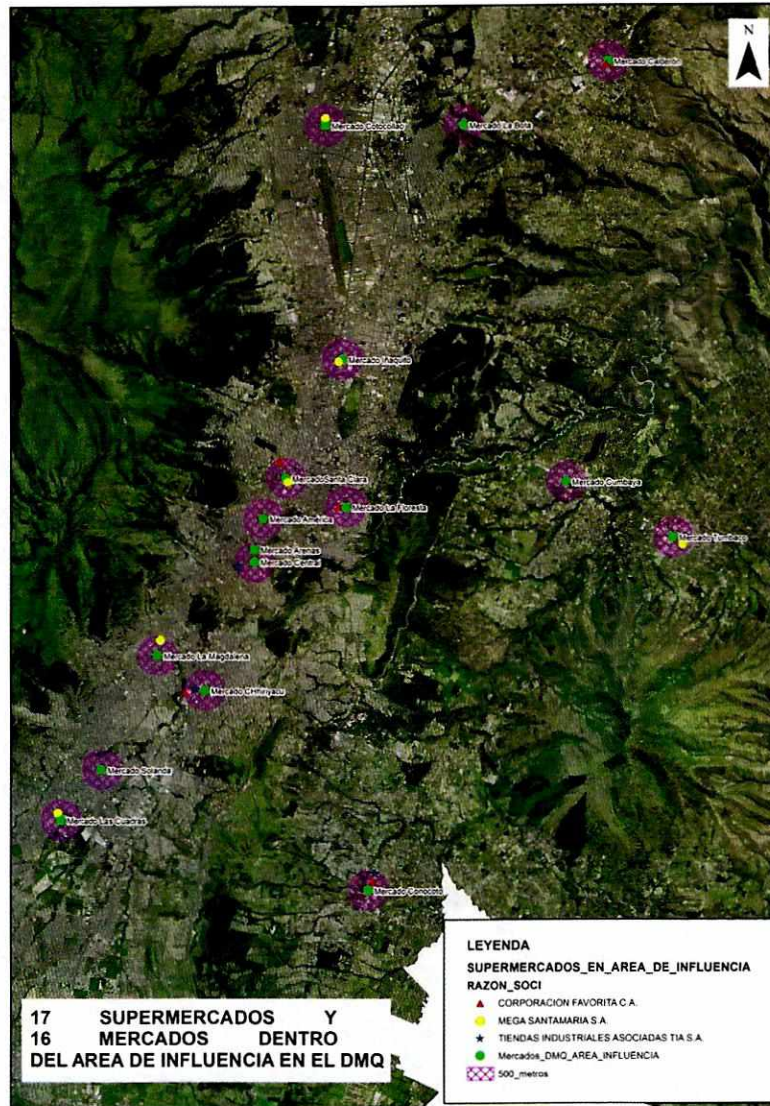 N
Mercado Calderón
Mercado Cotocollao
Mercado La Bota
Mercado Iñaquito
MercadoSanta Clara
Mercado Cumbaya
Mercado La Floresta
Mercado América
Mercado Tumbaco
Mercado Arenas
Mercado Central
Mercado La Magdalena
Mercado CHhiriyacu
Mercado Solanda
Mercado Las Cuadras
Mercado Conocoto
LEYENDA
SUPERMERCADOS_EN_AREA_DE_INFLUENCIA
RAZON_SOCI
CORPORACION FAVORITA C.A.
MEGA SANTAMARIA S.A.
TIENDAS INDUSTRIALES ASOCIADAS TIA S.A.
Mercados_DMQ_AREA_INFLUENCIA
500_metros
17 SUPERMERCADOS Y
16 MERCADOS DENTRO
DEL AREA DE INFLUENCIA EN EL DMQ